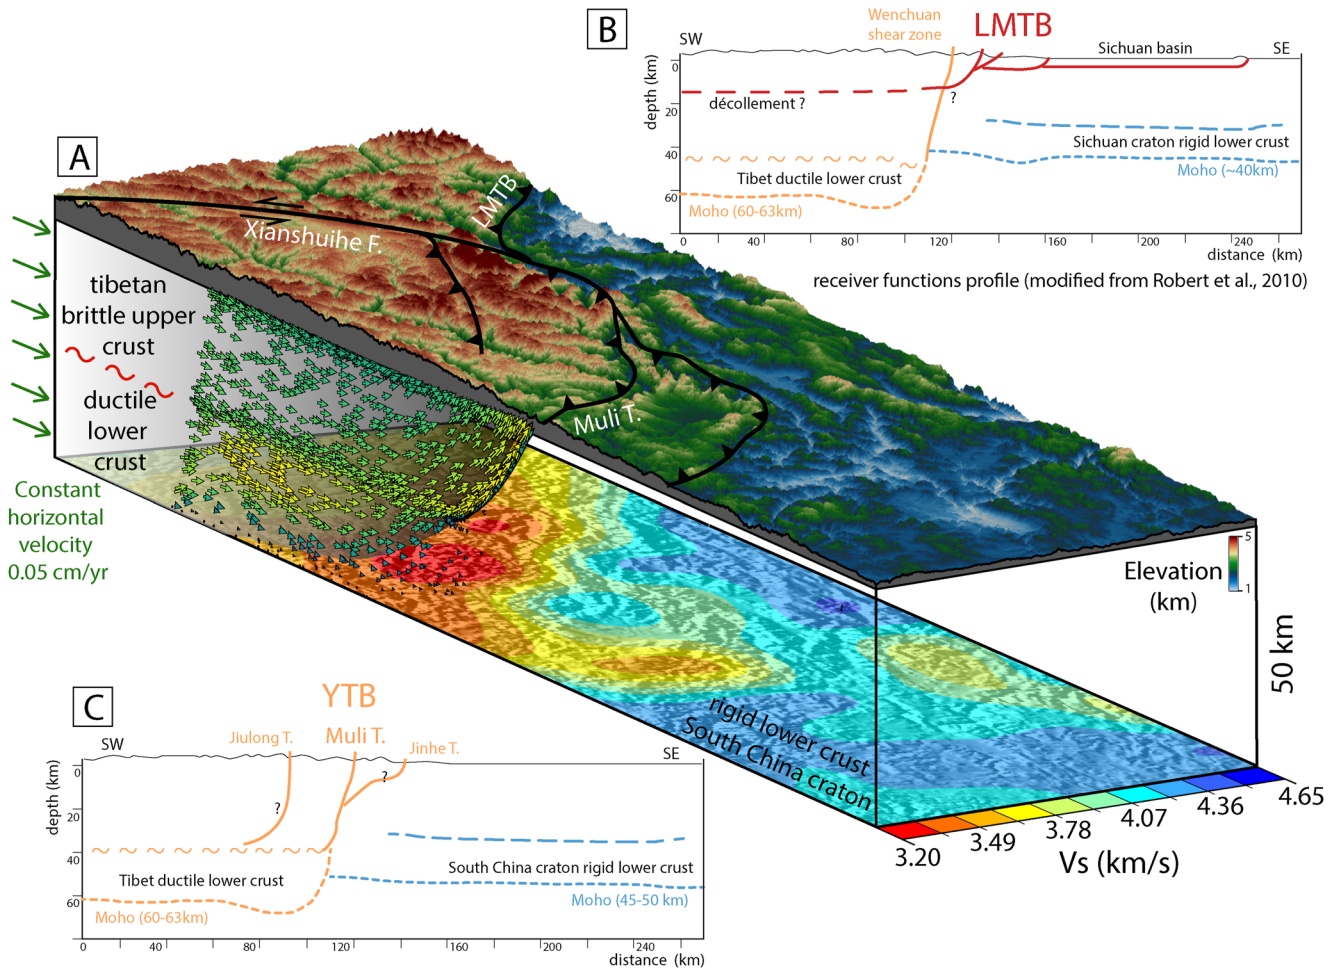 A
LMTB
Xianshuihe F.
Muli T.
tibetan
brittle upper
crust
ductile
lower
crust
Constant
horizontal
velocity
0.05 cm/yr
rigid lower crust
South China craton
Elevation
(km)
5
1
50 km
3.20
3.49
3.78
4.07
4.36
4.65
Vs (km/s)
B
SW
Wenchuan
shear zone
LMTB
Sichuan basin
SE
depth (km)
0
20
40
60
décollement ?
?
Sichuan craton rigid lower crust
Moho (~40km)
Tibet ductile lower crust
Moho (60-63km)
0 40 80 120 160 200 240
distance (km)
receiver functions profile (modified from Robert et al., 2010)
C
YTB
SW
Jiulong T.
Muli T.
Jinhe T.
SE
depth (km)
0
20
40
60
?
?
South China craton rigid lower crust
Moho (45-50 km)
Tibet ductile lower crust
Moho (60-63km)
0 40 80 120 160 200 240
distance (km)